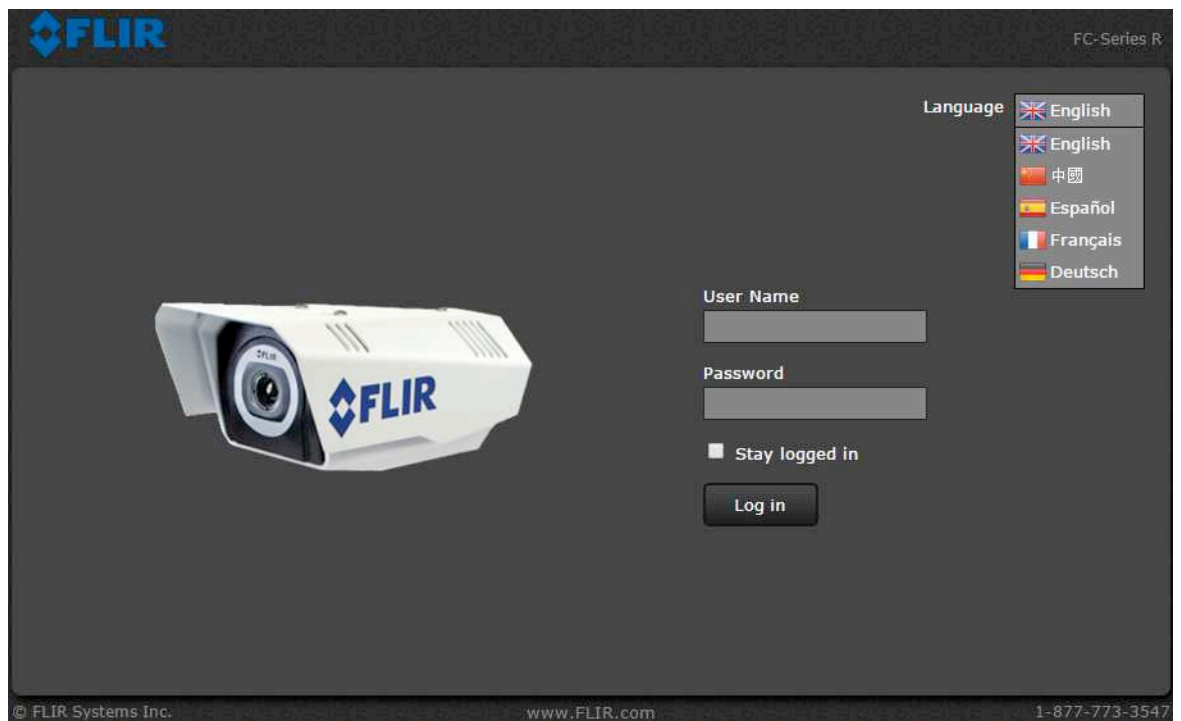 FLIR
FC-Series R
Language
English
English
中國
Español
Français
Deutsch
User Name
FLIR
FLIR
Password
Stay logged in
Log in
© FLIR Systems Inc.
www.FLIR.com
1-877-773-3547